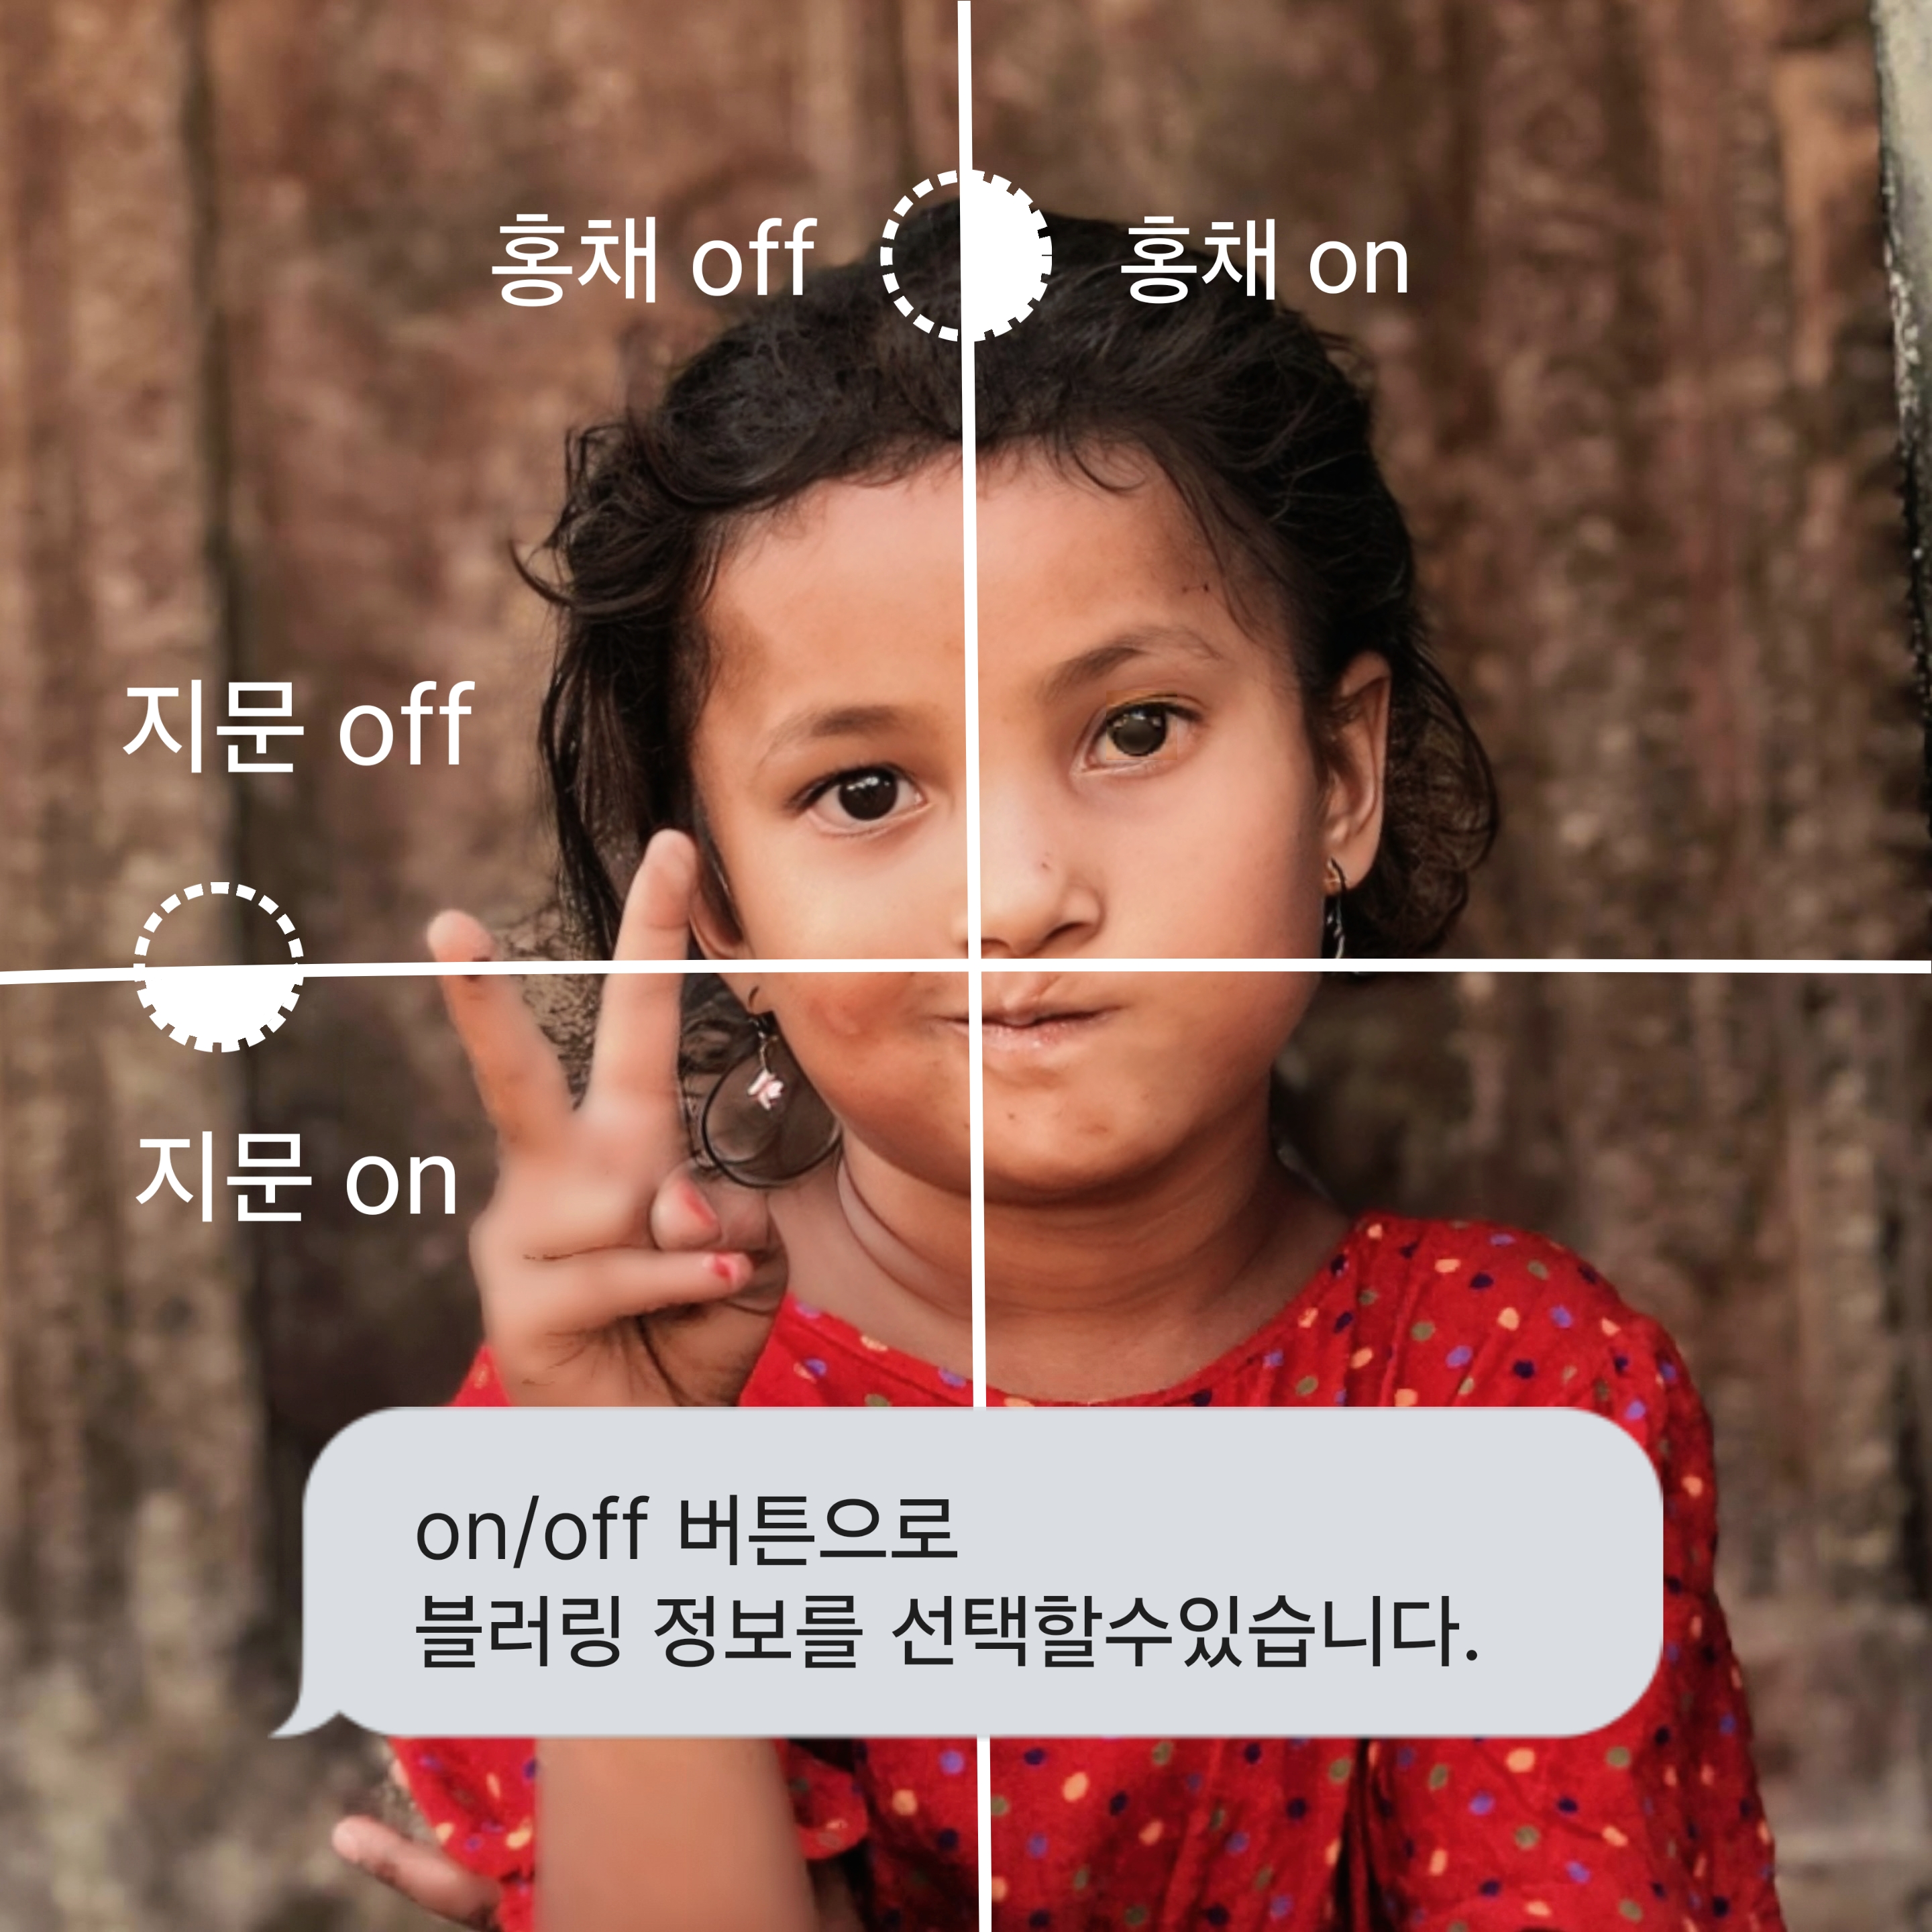 홍채 off 홍채 on
지문 off
지문 on
on/off 버튼으로
블러링 정보를 선택할수있습니다.